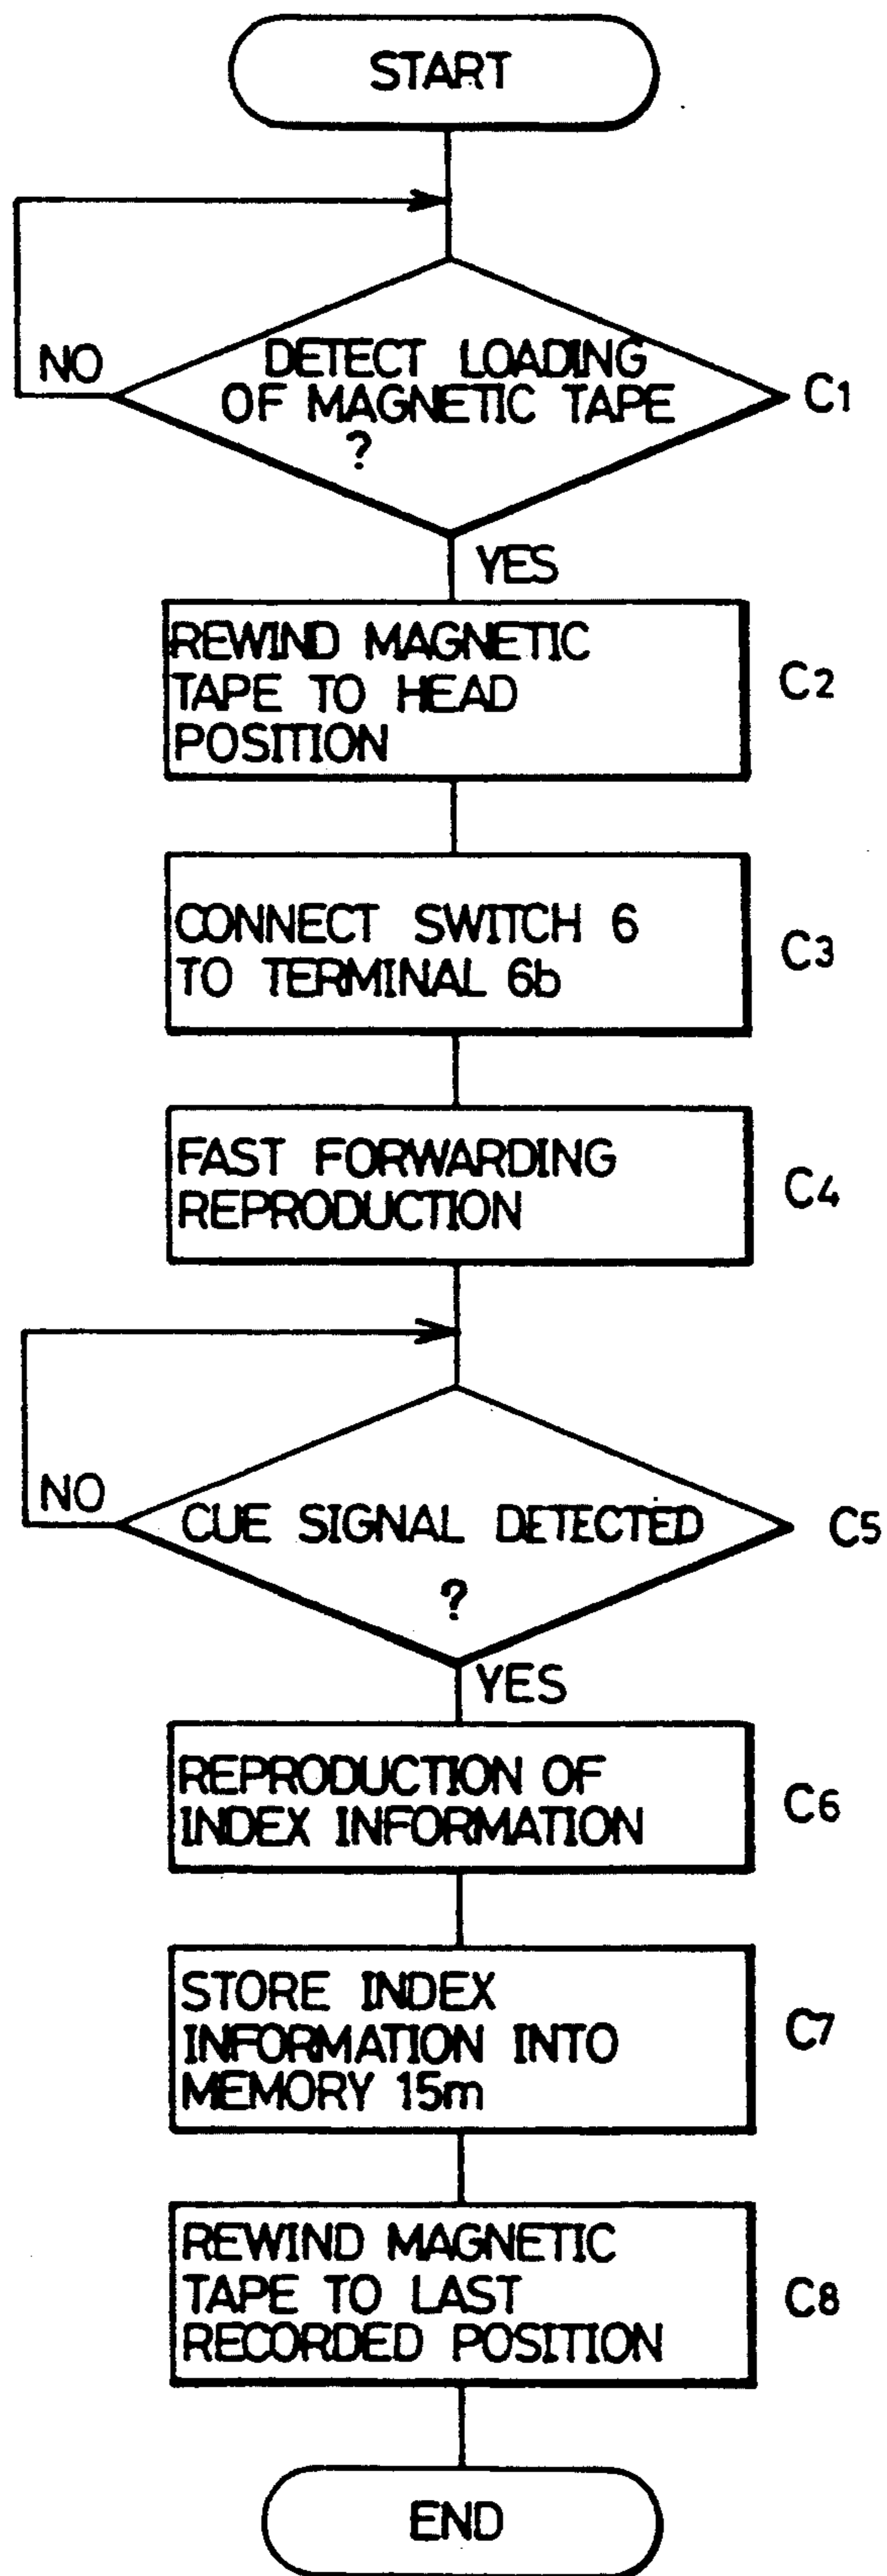 START
NO
DETECT LOADING
OF MAGNETIC TAPE
?
C1
YES
REWIND MAGNETIC
TAPE TO HEAD
POSITION
C2
CONNECT SWITCH 6
TO TERMINAL 6b
C3
FAST FORWARDING
REPRODUCTION
C4
NO
CUE SIGNAL DETECTED
?
C5
YES
REPRODUCTION OF
INDEX INFORMATION
C6
STORE INDEX
INFORMATION INTO
MEMORY 15m
C7
REWIND MAGNETIC
TAPE TO LAST
RECORDED POSITION
C8
END